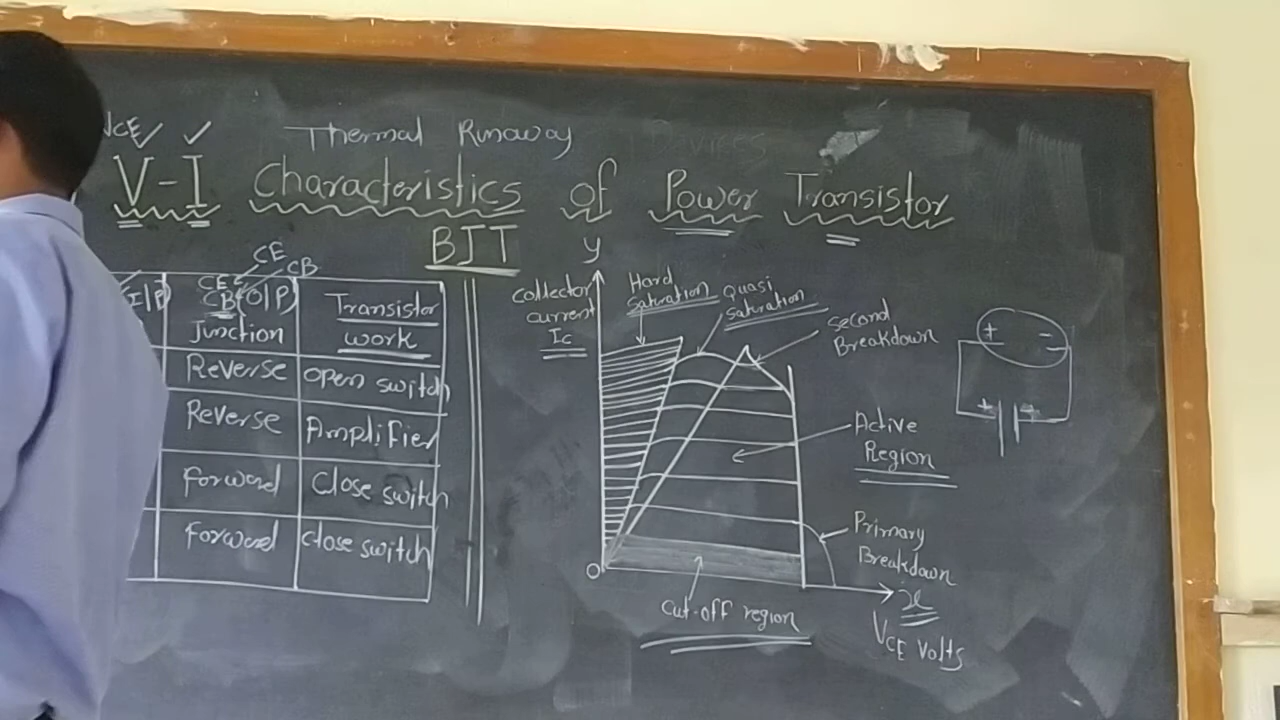 VCE ✓ ✓ Thermal Runaway
Devices
V-I Characteristics of Power Transistor
BJT
CE
CB
I|P)
CE
CB (O|P)
Junction
Transistor
work
Reverse
open switch
Reverse
Amplifier
Forward
Close switch
Forward
Close switch
y
Collector
current
Ic
Hard
saturation
Quasi
saturation
Second
Breakdown
Active
Region
Primary
Breakdown
O
x
VCE Volts
Cut-off region
+ -
+